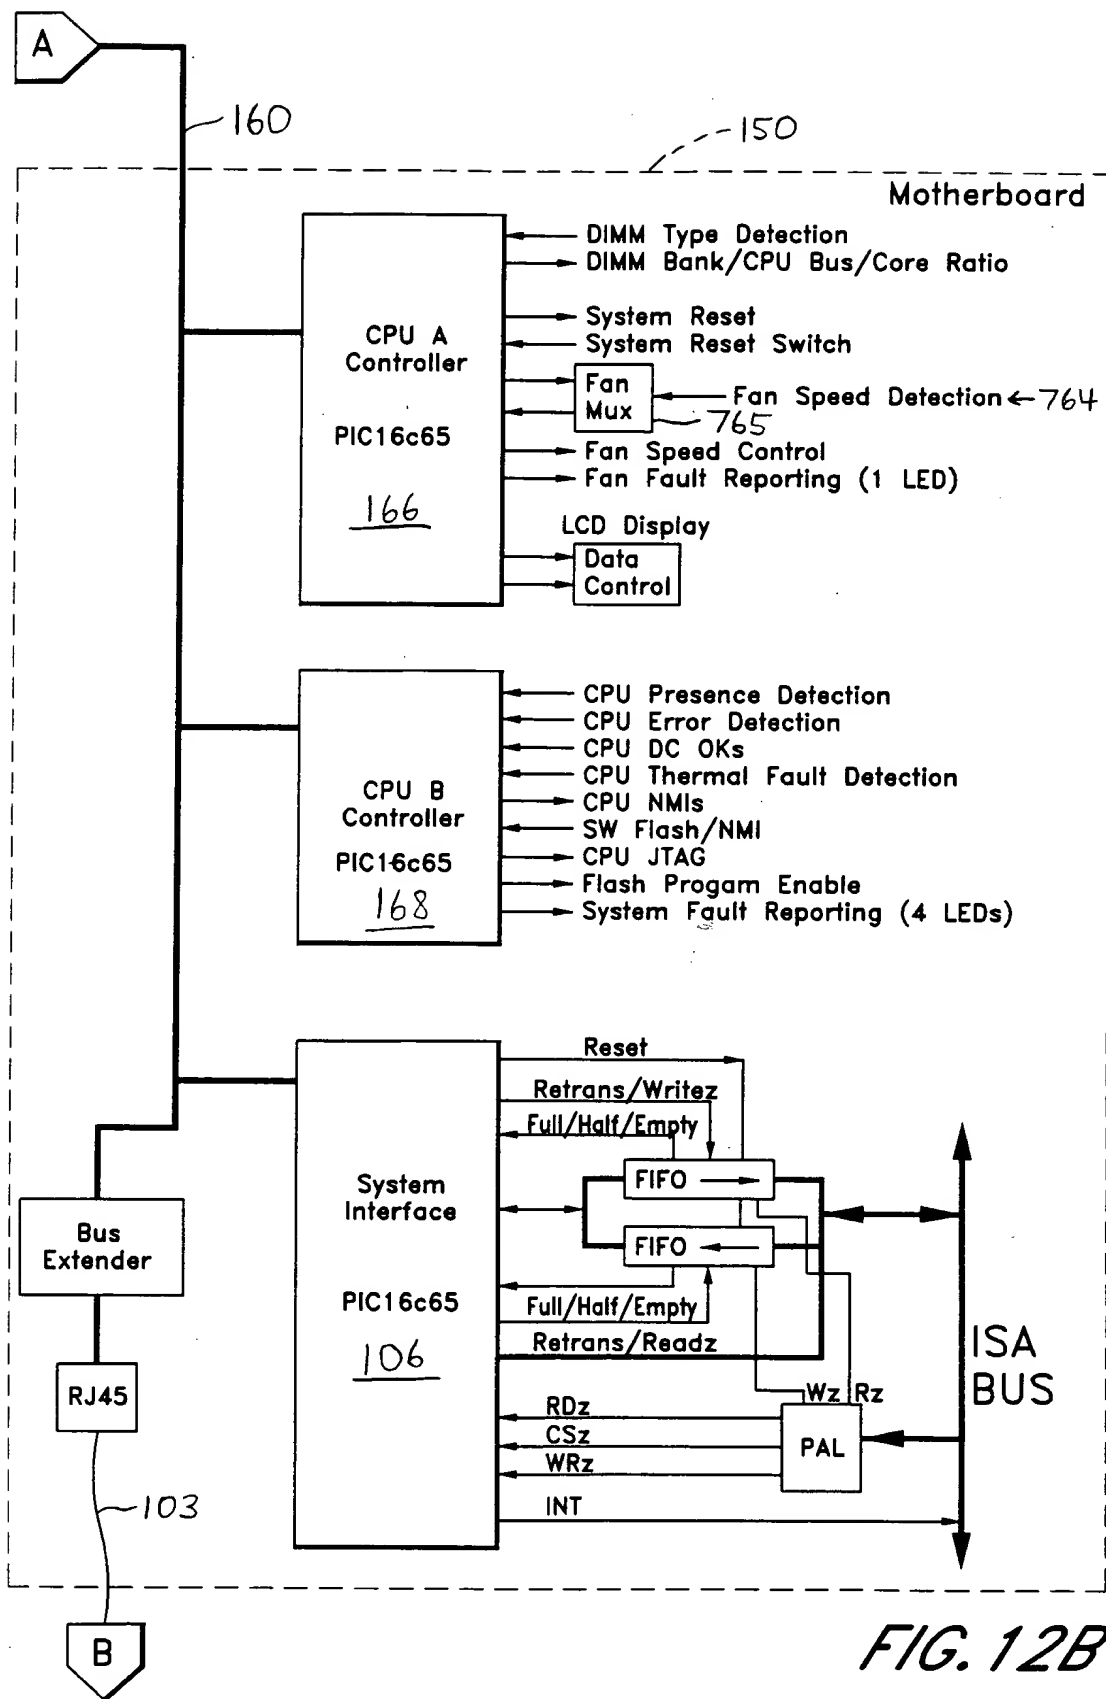 A
160
150
Motherboard
DIMM Type Detection
DIMM Bank/CPU Bus/Core Ratio
System Reset
System Reset Switch
CPU A
Controller
PIC16c65
166
Fan
Mux
765
Fan Speed Detection
764
Fan Speed Control
Fan Fault Reporting (1 LED)
LCD Display
Data
Control
CPU B
Controller
PIC16c65
168
CPU Presence Detection
CPU Error Detection
CPU DC OKs
CPU Thermal Fault Detection
CPU NMIs
SW Flash/NMI
CPU JTAG
Flash Progam Enable
System Fault Reporting (4 LEDs)
System
Interface
PIC16c65
106
Reset
Retrans/Writez
Full/Half/Empty
FIFO
FIFO
Full/Half/Empty
Retrans/Readz
RDz
CSz
WRz
INT
Wz Rz
PAL
ISA
BUS
Bus
Extender
RJ45
103
B
FIG. 12B